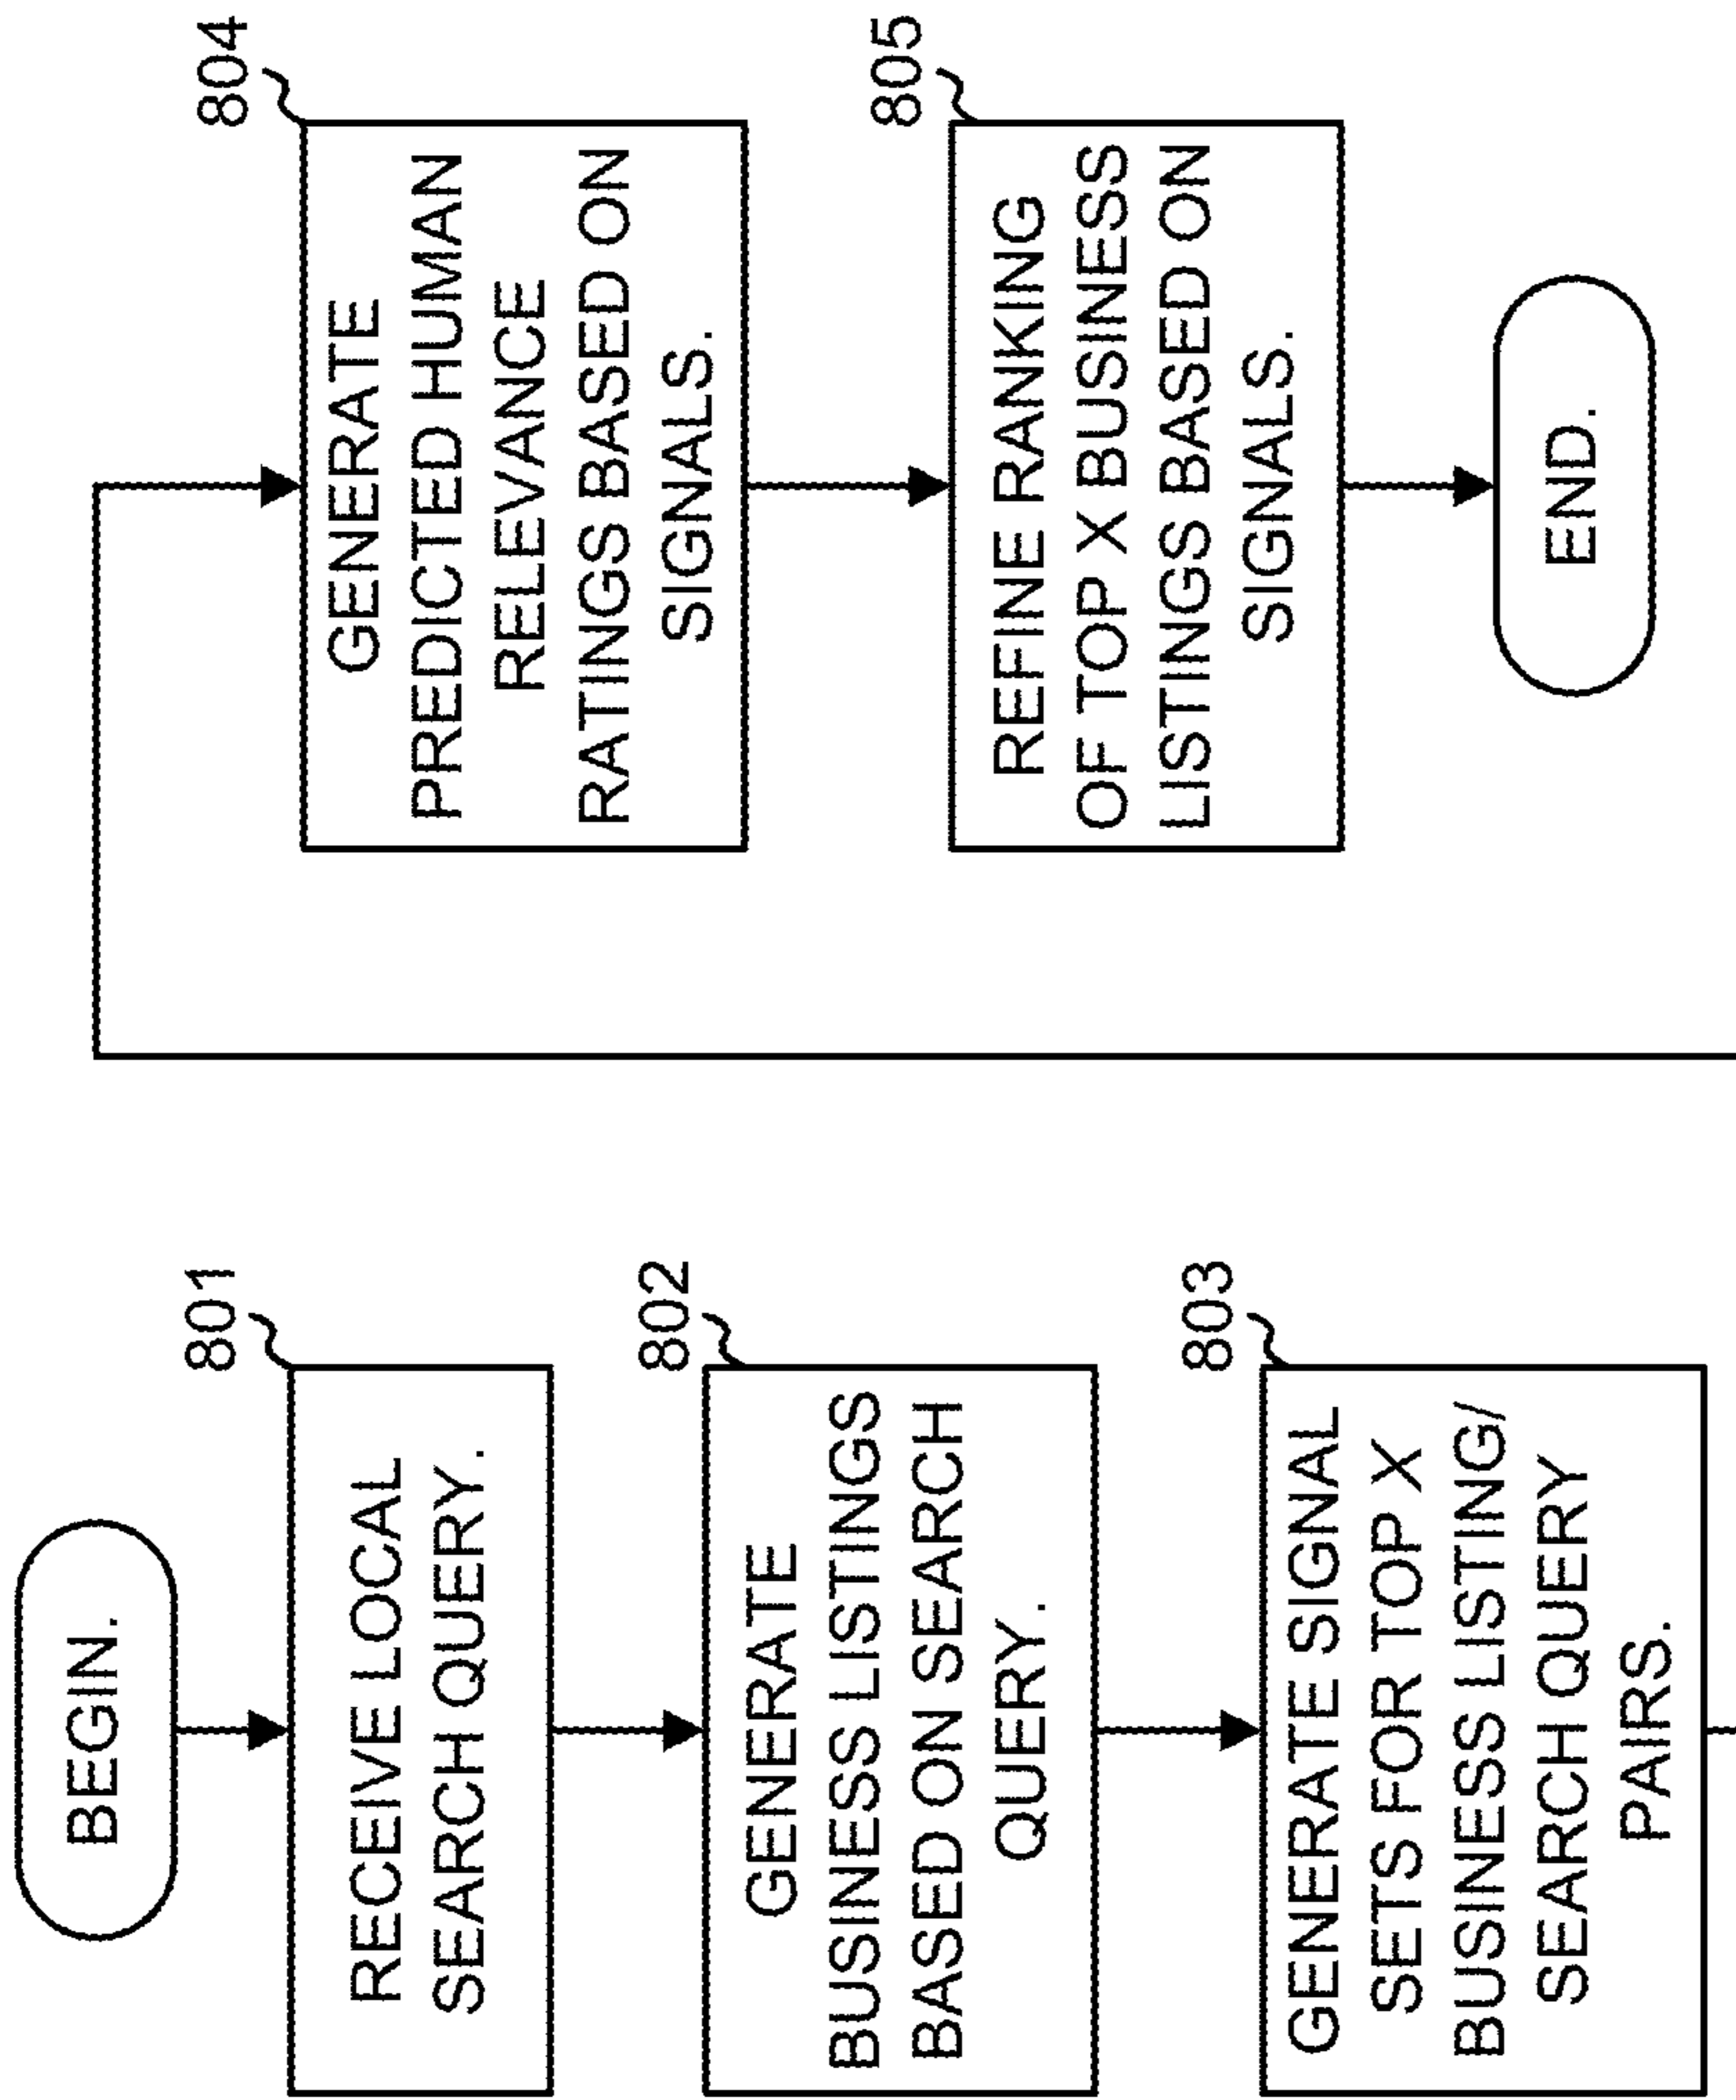 BEGIN.
801
RECEIVE LOCAL
SEARCH QUERY.
802
GENERATE
BUSINESS LISTINGS
BASED ON SEARCH
QUERY.
803
GENERATE SIGNAL
SETS FOR TOP X
BUSINESS LISTING/
SEARCH QUERY
PAIRS.
804
GENERATE
PREDICTED HUMAN
RELEVANCE
RATINGS BASED ON
SIGNALS.
805
REFINE RANKING
OF TOP X BUSINESS
LISTINGS BASED ON
SIGNALS.
END.